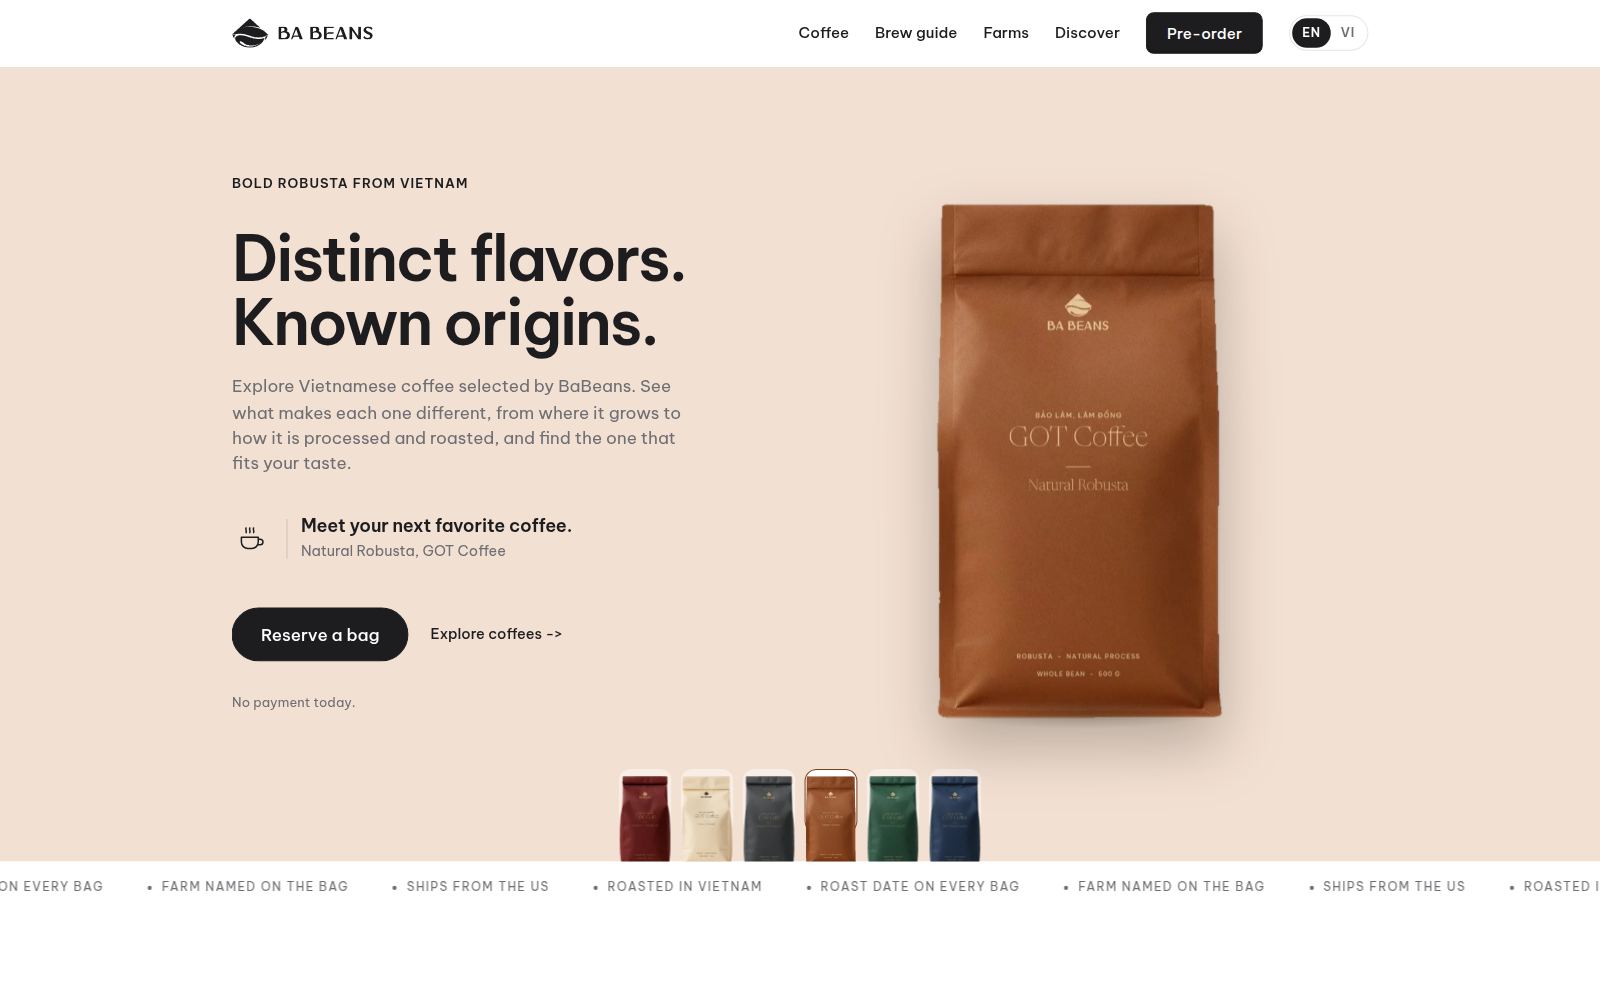 BA BEANS
Coffee
Brew guide
Farms
Discover
Pre-order
EN
VI
BOLD ROBUSTA FROM VIETNAM
Distinct flavors.
Known origins.
Explore Vietnamese coffee selected by BaBeans. See
what makes each one different, from where it grows to
how it is processed and roasted, and find the one that
fits your taste.
Meet your next favorite coffee.
Natural Robusta, GOT Coffee
Reserve a bag
Explore coffees ->
No payment today.
BA BEANS
BẢO LÂM, LÂM ĐỒNG
GOT Coffee
Natural Robusta
ROBUSTA - NATURAL PROCESS
WHOLE BEAN - 500 G
ON EVERY BAG • FARM NAMED ON THE BAG • SHIPS FROM THE US • ROASTED IN VIETNAM • ROAST DATE ON EVERY BAG • FARM NAMED ON THE BAG • SHIPS FROM THE US • ROASTED I